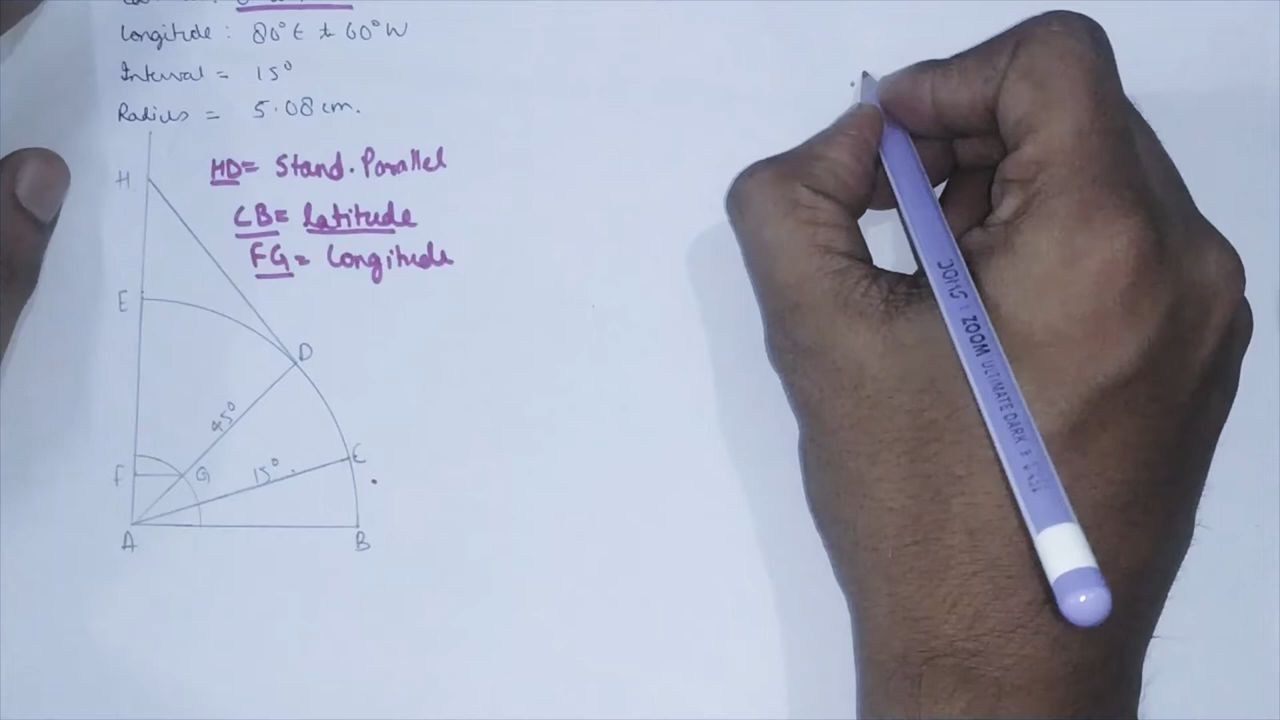 Longitude : 80°E to 60°W
Interval = 15°
Radius = 5.08 cm.
H
HD = Stand. Parallel
CB = Latitude
FG = Longitude
E
D
45°
F
G
15°
C
A
B
DOMS ZOOM ULTIMATE DARK